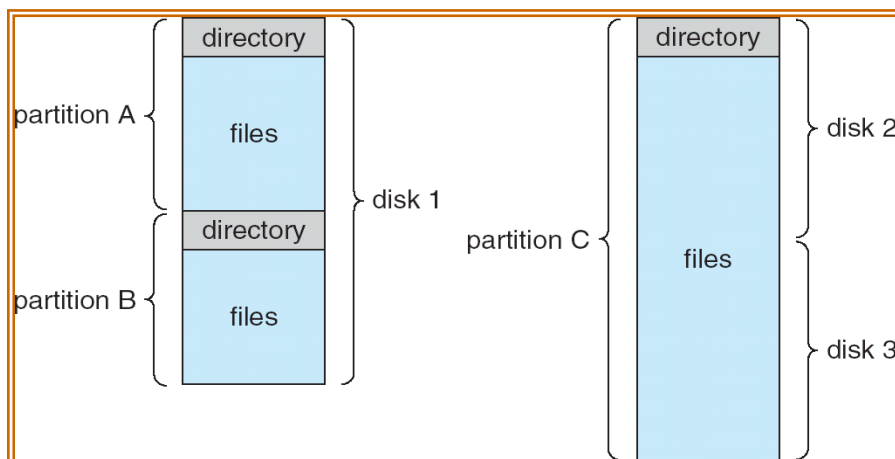 directory
partition A
files
disk 1
directory
partition B
files
directory
disk 2
partition C
files
disk 3